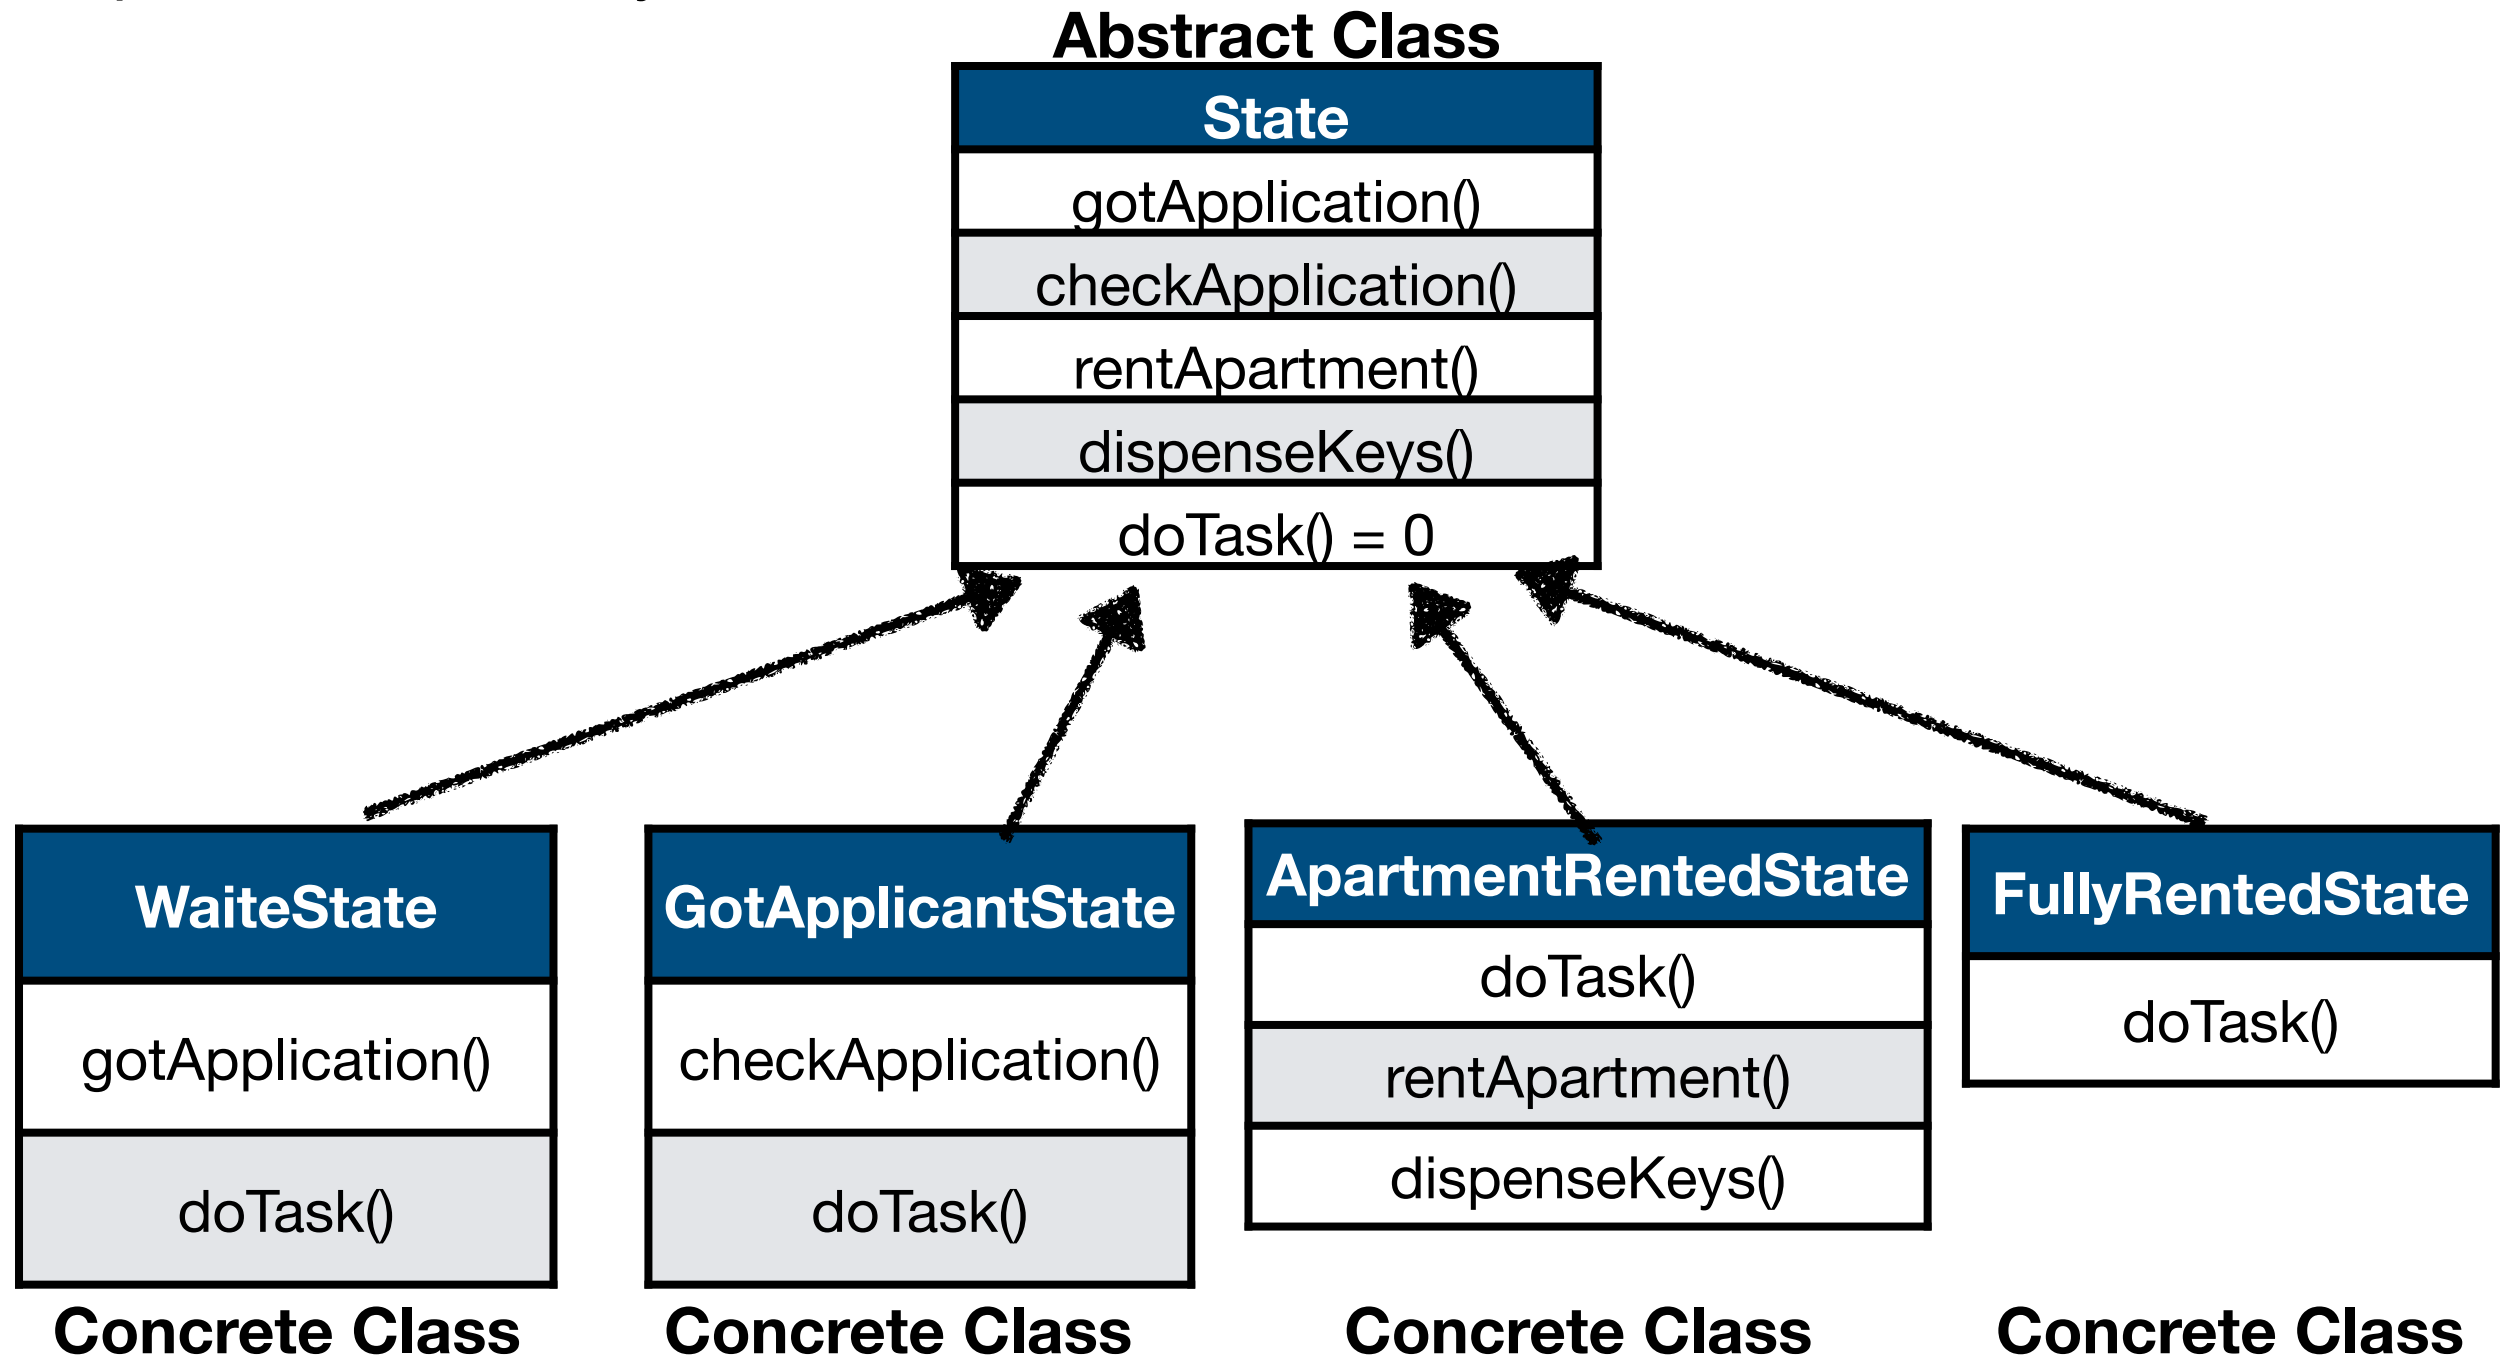 Abstract Class
State
gotApplication()
checkApplication()
rentApartment()
dispenseKeys()
doTask() = 0
WaiteState
gotApplication()
doTask()
Concrete Class
GotApplicantState
checkApplication()
doTask()
Concrete Class
ApartmentRentedState
doTask()
rentApartment()
dispenseKeys()
Concrete Class
FullyRentedState
doTask()
Concrete Class